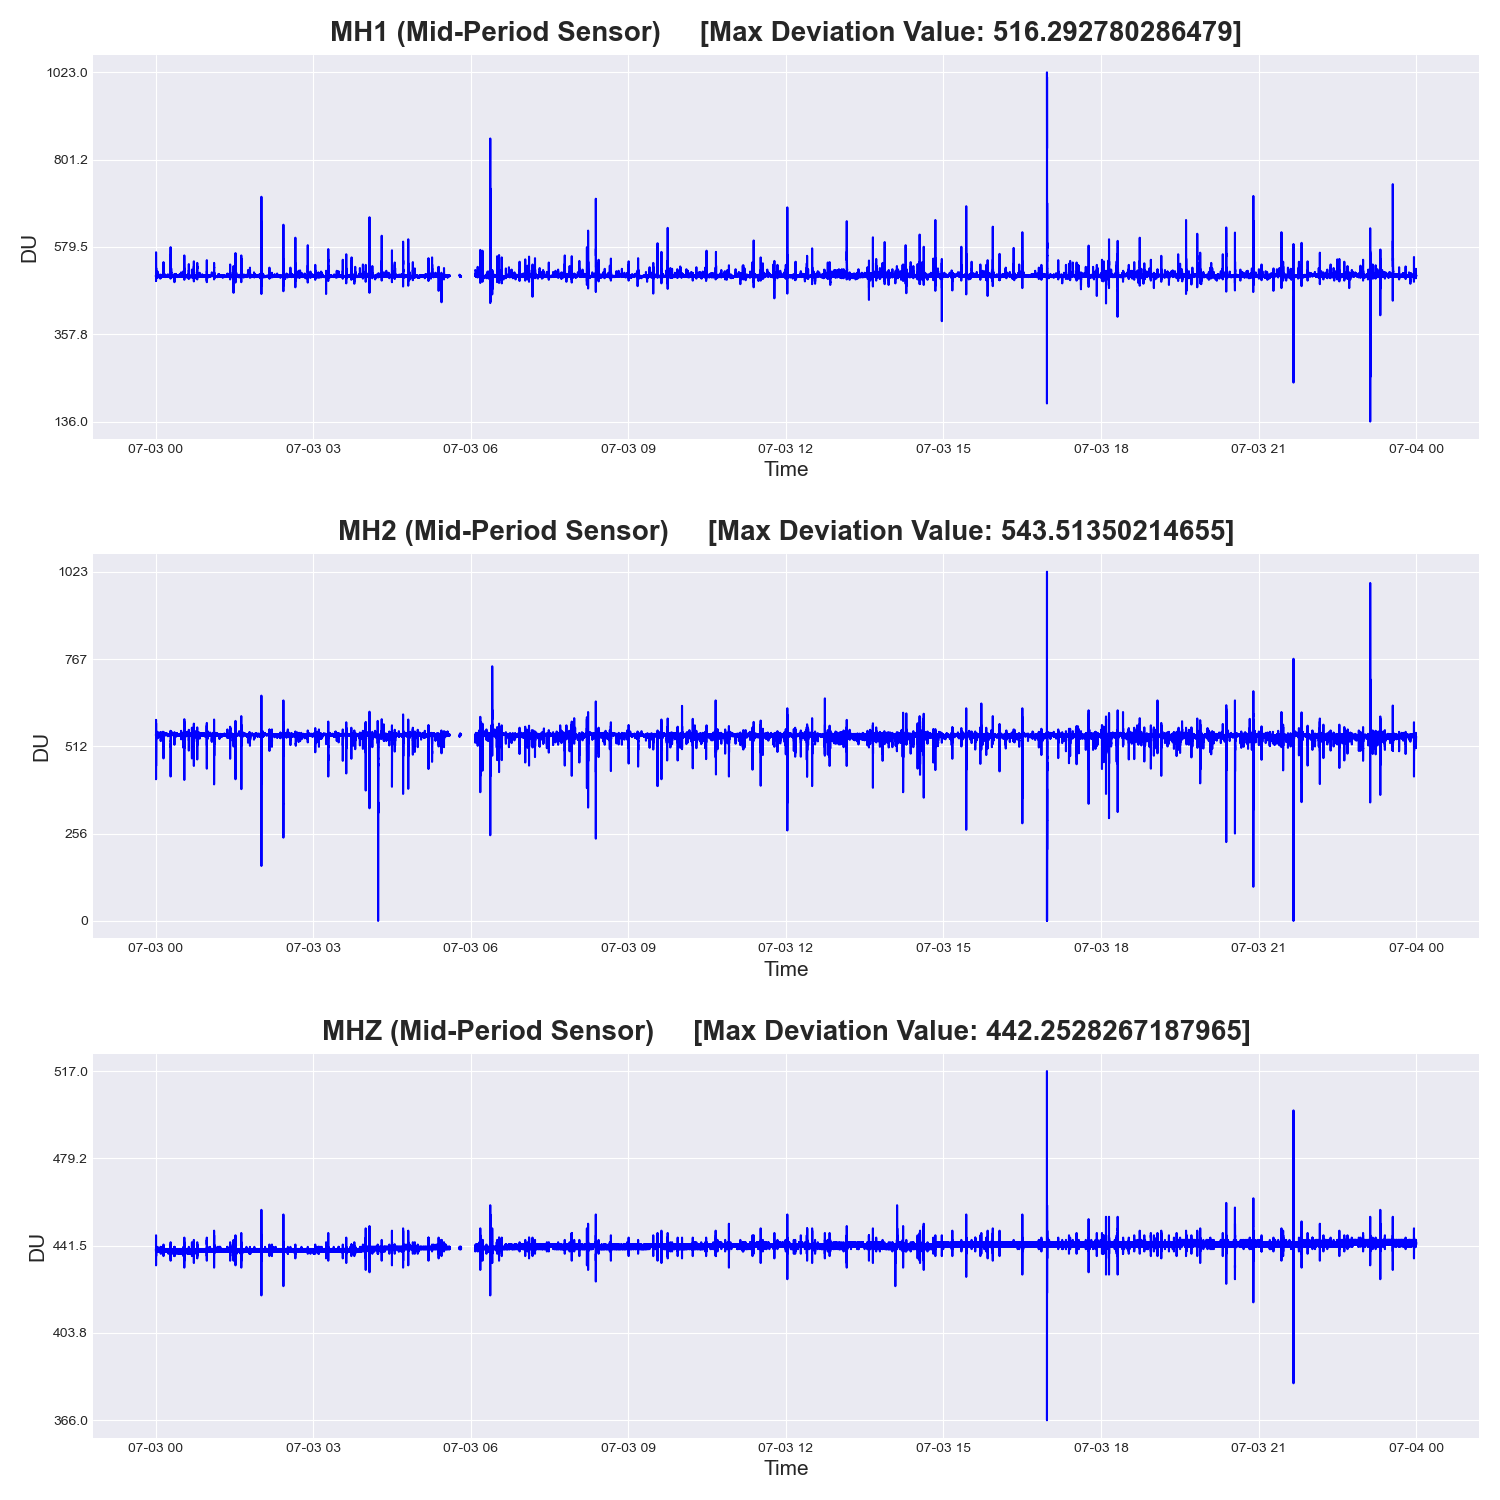 MH1 (Mid-Period Sensor) [Max Deviation Value: 516.292780286479]
1023.0
801.2
579.5
357.8
136.0
DU
07-03 00 07-03 03 07-03 06 07-03 09 07-03 12 07-03 15 07-03 18 07-03 21 07-04 00
Time
MH2 (Mid-Period Sensor) [Max Deviation Value: 543.51350214655]
1023
767
512
256
0
DU
07-03 00 07-03 03 07-03 06 07-03 09 07-03 12 07-03 15 07-03 18 07-03 21 07-04 00
Time
MHZ (Mid-Period Sensor) [Max Deviation Value: 442.2528267187965]
517.0
479.2
441.5
403.8
366.0
DU
07-03 00 07-03 03 07-03 06 07-03 09 07-03 12 07-03 15 07-03 18 07-03 21 07-04 00
Time